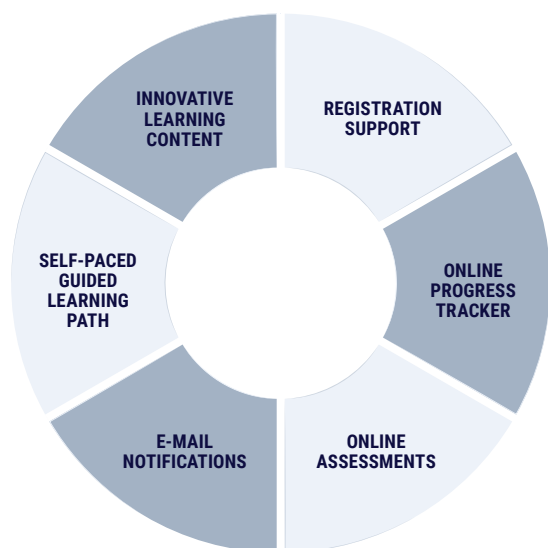 INNOVATIVE
LEARNING
CONTENT
REGISTRATION
SUPPORT
SELF-PACED
GUIDED
LEARNING
PATH
ONLINE
PROGRESS
TRACKER
E-MAIL
NOTIFICATIONS
ONLINE
ASSESSMENTS